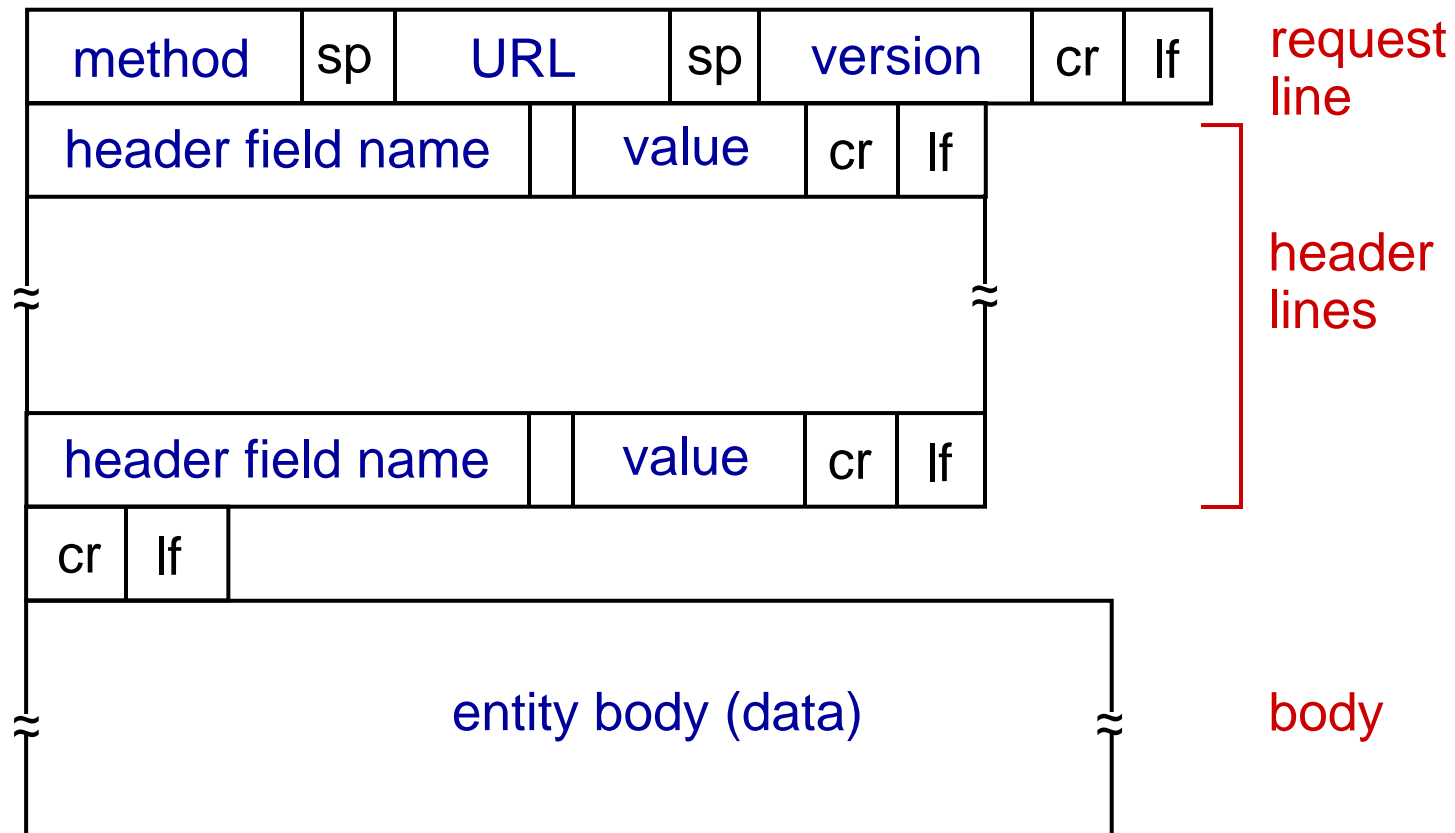 method sp URL sp version cr lf request
line
header field name value cr lf
header
lines
header field name value cr lf
cr lf
entity body (data) body